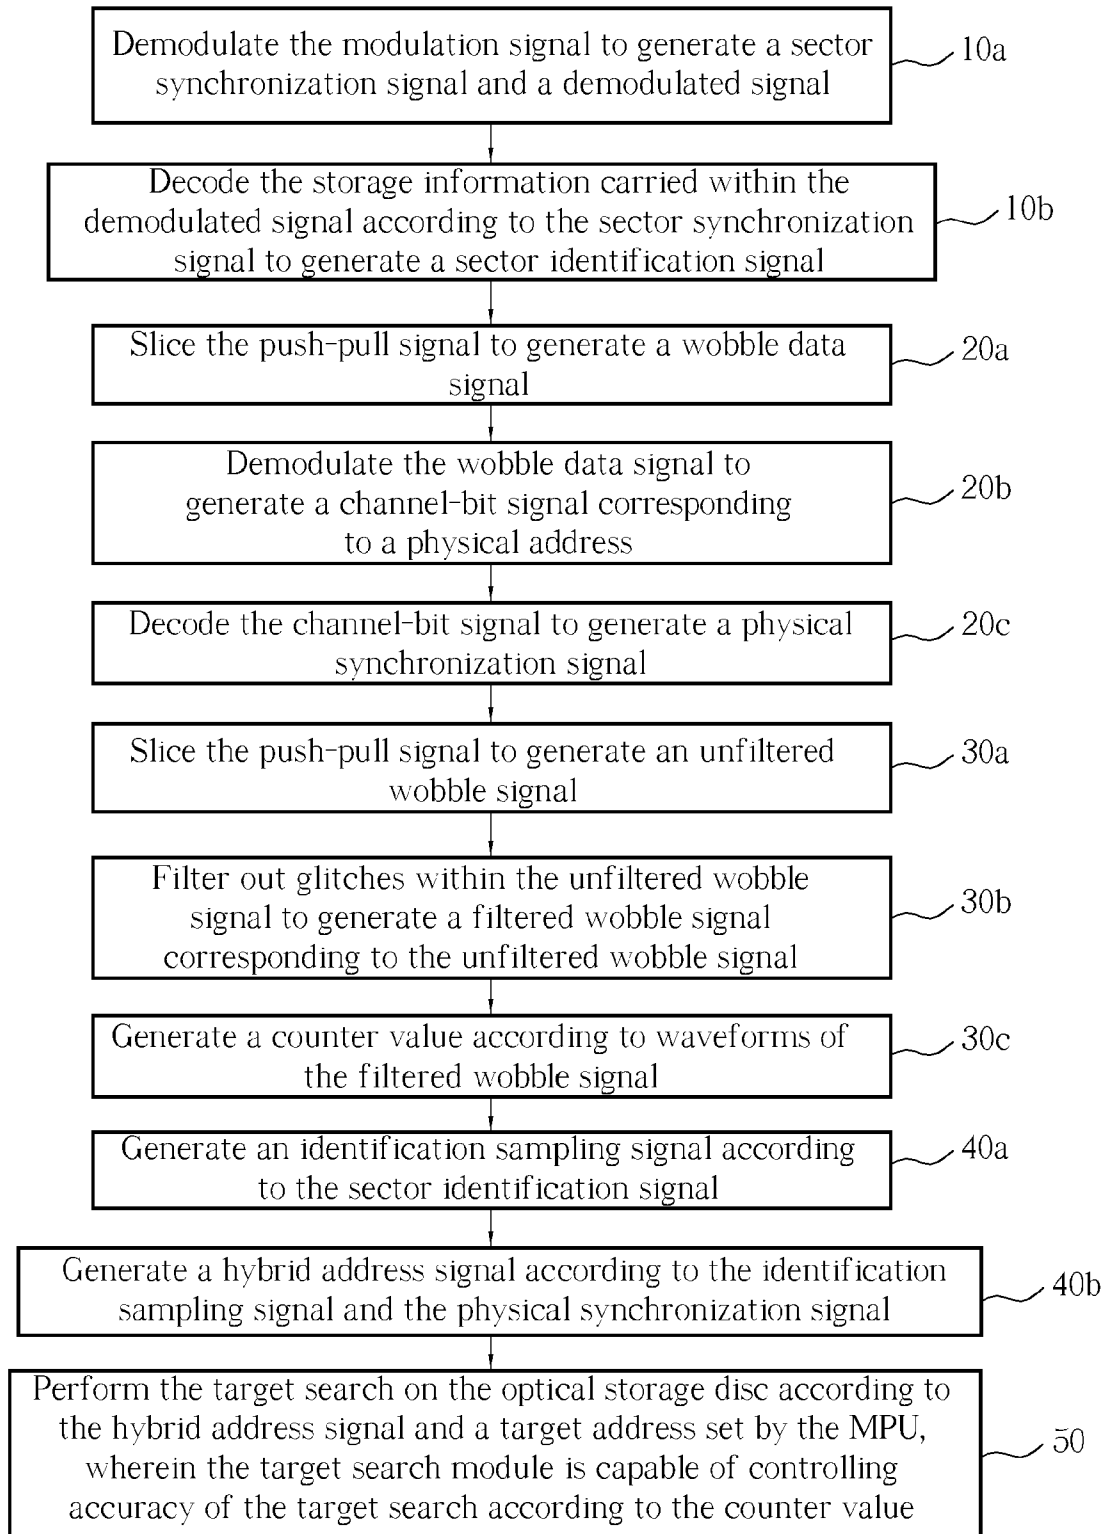 Demodulate the modulation signal to generate a sector
synchronization signal and a demodulated signal
10a
Decode the storage information carried within the
demodulated signal according to the sector synchronization
signal to generate a sector identification signal
10b
Slice the push-pull signal to generate a wobble data
signal
20a
Demodulate the wobble data signal to
generate a channel-bit signal corresponding
to a physical address
20b
Decode the channel-bit signal to generate a physical
synchronization signal
20c
Slice the push-pull signal to generate an unfiltered
wobble signal
30a
Filter out glitches within the unfiltered wobble
signal to generate a filtered wobble signal
corresponding to the unfiltered wobble signal
30b
Generate a counter value according to waveforms of
the filtered wobble signal
30c
Generate an identification sampling signal according
to the sector identification signal
40a
Generate a hybrid address signal according to the identification
sampling signal and the physical synchronization signal
40b
Perform the target search on the optical storage disc according to
the hybrid address signal and a target address set by the MPU,
wherein the target search module is capable of controlling
accuracy of the target search according to the counter value
50